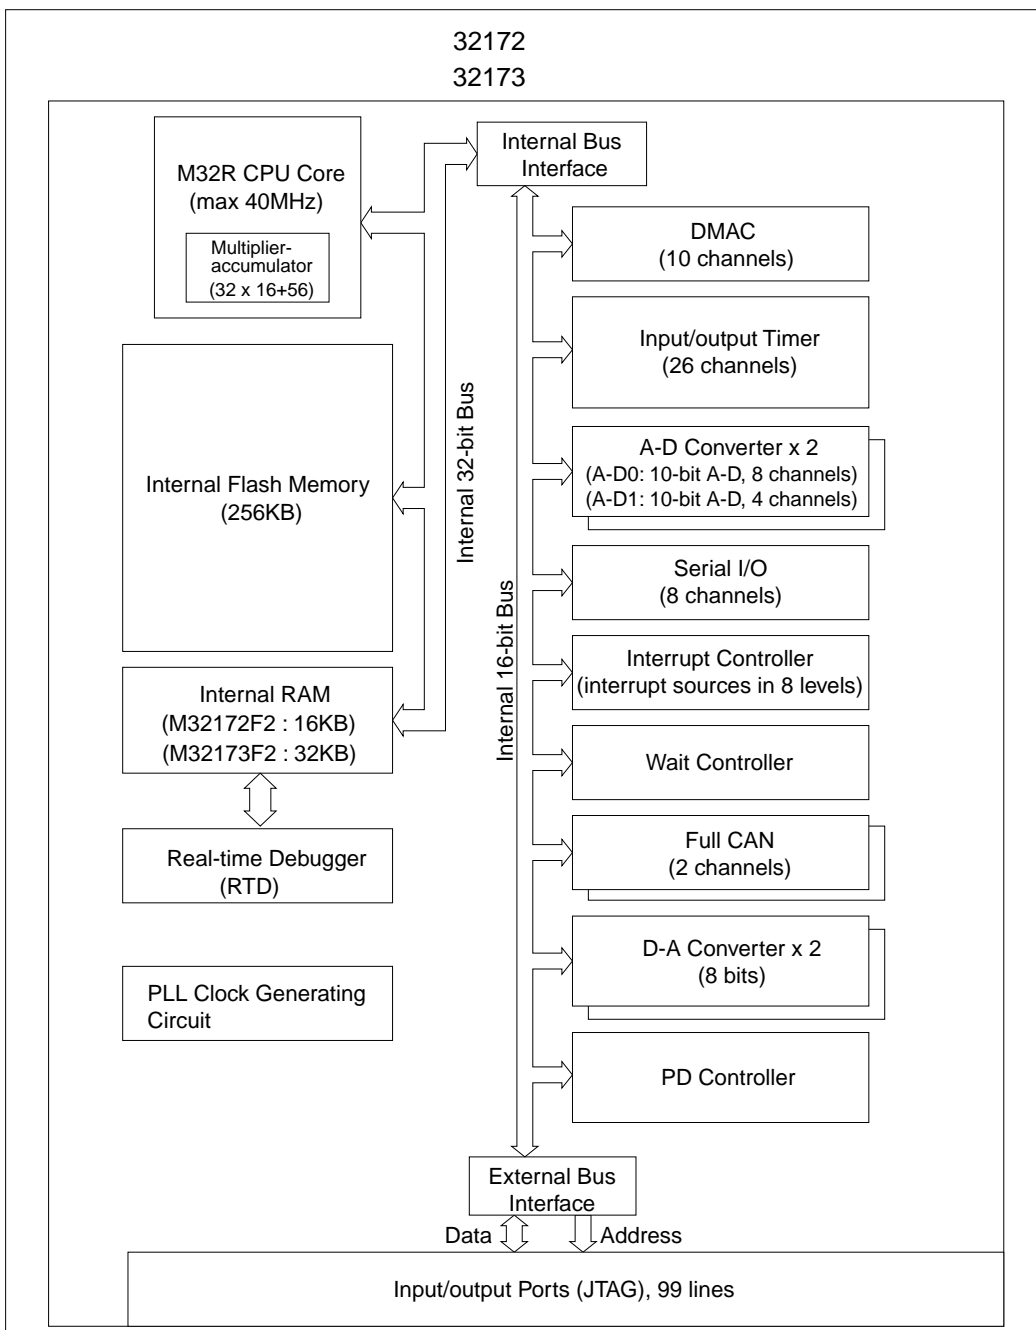 32172
32173
M32R CPU Core
(max 40MHz)
Multiplier-
accumulator
(32 x 16+56)
Internal Flash Memory
(256KB)
Internal RAM
(M32172F2 : 16KB)
(M32173F2 : 32KB)
Real-time Debugger
(RTD)
PLL Clock Generating
Circuit
Internal 32-bit Bus
Internal Bus
Interface
Internal 16-bit Bus
DMAC
(10 channels)
Input/output Timer
(26 channels)
A-D Converter x 2
(A-D0: 10-bit A-D, 8 channels)
(A-D1: 10-bit A-D, 4 channels)
Serial I/O
(8 channels)
Interrupt Controller
(interrupt sources in 8 levels)
Wait Controller
Full CAN
(2 channels)
D-A Converter x 2
(8 bits)
PD Controller
External Bus
Interface
Data
Address
Input/output Ports (JTAG), 99 lines